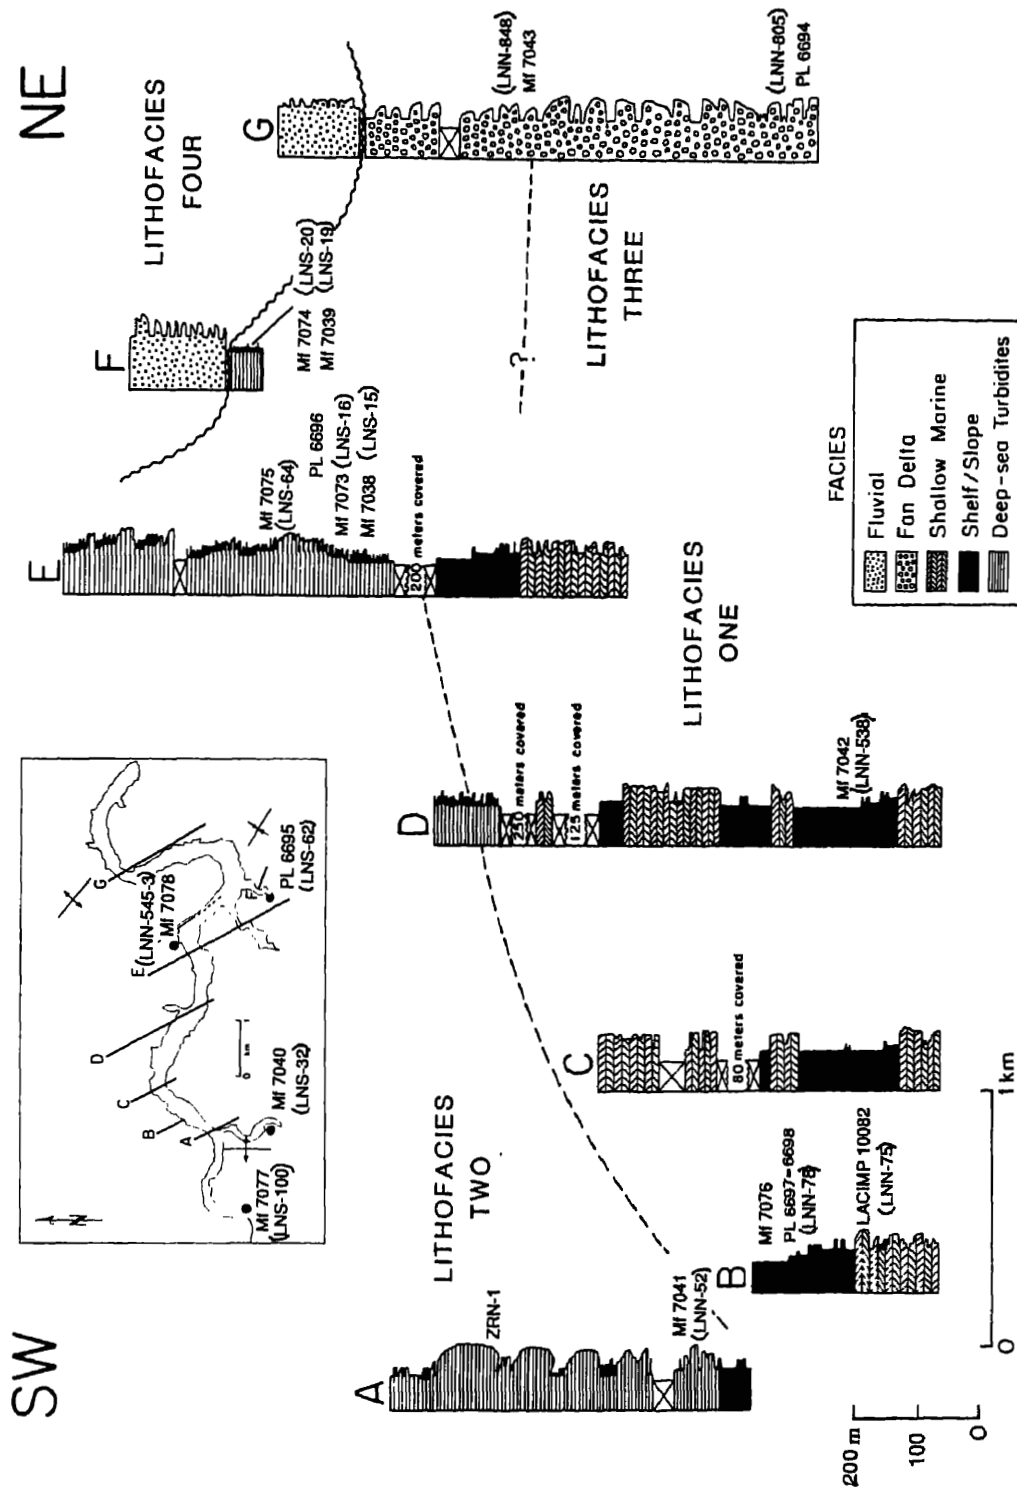 SW
NE
LITHOFACIES
TWO
LITHOFACIES
ONE
LITHOFACIES
THREE
LITHOFACIES
FOUR
A
ZRN-1
Mf 7041
(LNN-52)
B
Mf 7076
PL 6697-6698
(LNN-78)
LACIMP 10082
(LNN-75)
C
80 meters covered
D
250 meters covered
125 meters covered
Mf 7042
(LNN-538)
E
Mf 7075
(LNS-64)
PL 6696
Mf 7073 (LNS-16)
Mf 7038 (LNS-15)
200 meters covered
F
Mf 7074 (LNS-20)
Mf 7039 (LNS-19)
?
G
(LNN-848)
Mf 7043
(LNN-805)
PL 6694
N
Mf 7077
(LNS-100)
A
B
C
D
E
F
G
(LNN-545-3)
Mf 7078
Mf 7040
(LNS-32)
PL 6695
(LNS-62)
0 km
FACIES
Fluvial
Fan Delta
Shallow Marine
Shelf/Slope
Deep-sea Turbidites
200 m
100
0
0
1 km